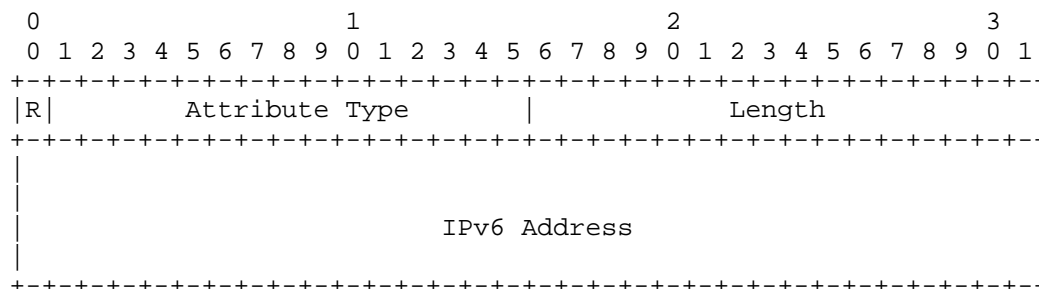 0                   1                   2                   3
 0 1 2 3 4 5 6 7 8 9 0 1 2 3 4 5 6 7 8 9 0 1 2 3 4 5 6 7 8 9 0 1
+-+-+-+-+-+-+-+-+-+-+-+-+-+-+-+-+-+-+-+-+-+-+-+-+-+-+-+-+-+-+-+-
|R|        Attribute Type       |            Length
+-+-+-+-+-+-+-+-+-+-+-+-+-+-+-+-+-+-+-+-+-+-+-+-+-+-+-+-+-+-+-+-
|
|
|                          IPv6 Address
|
+-+-+-+-+-+-+-+-+-+-+-+-+-+-+-+-+-+-+-+-+-+-+-+-+-+-+-+-+-+-+-+-